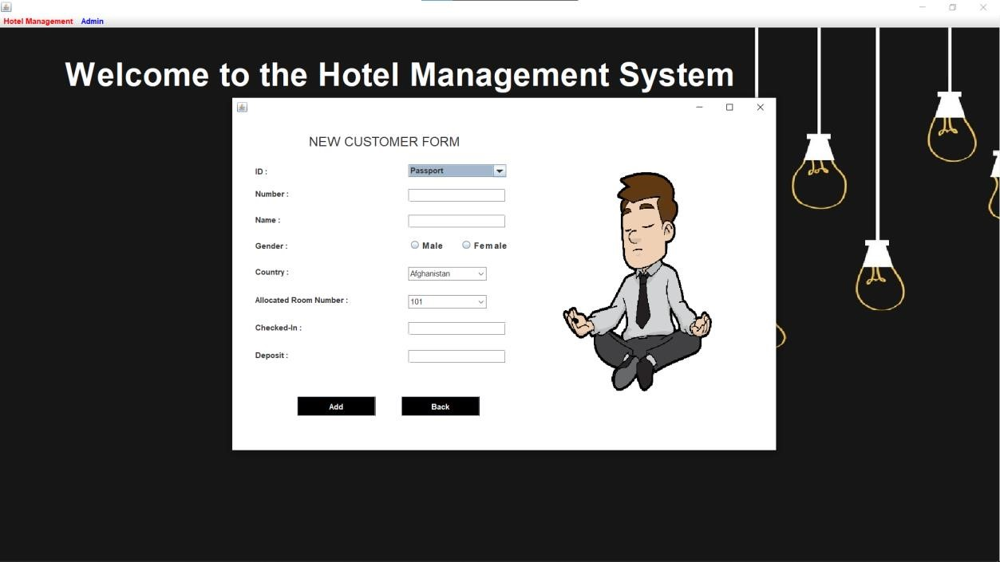 Hotel Management Admin
Welcome to the Hotel Management System
NEW CUSTOMER FORM
ID : Passport
Number :
Name :
Gender : Male Female
Country : Afghanistan
Allocated Room Number : 101
Checked-In :
Deposit :
Add Back